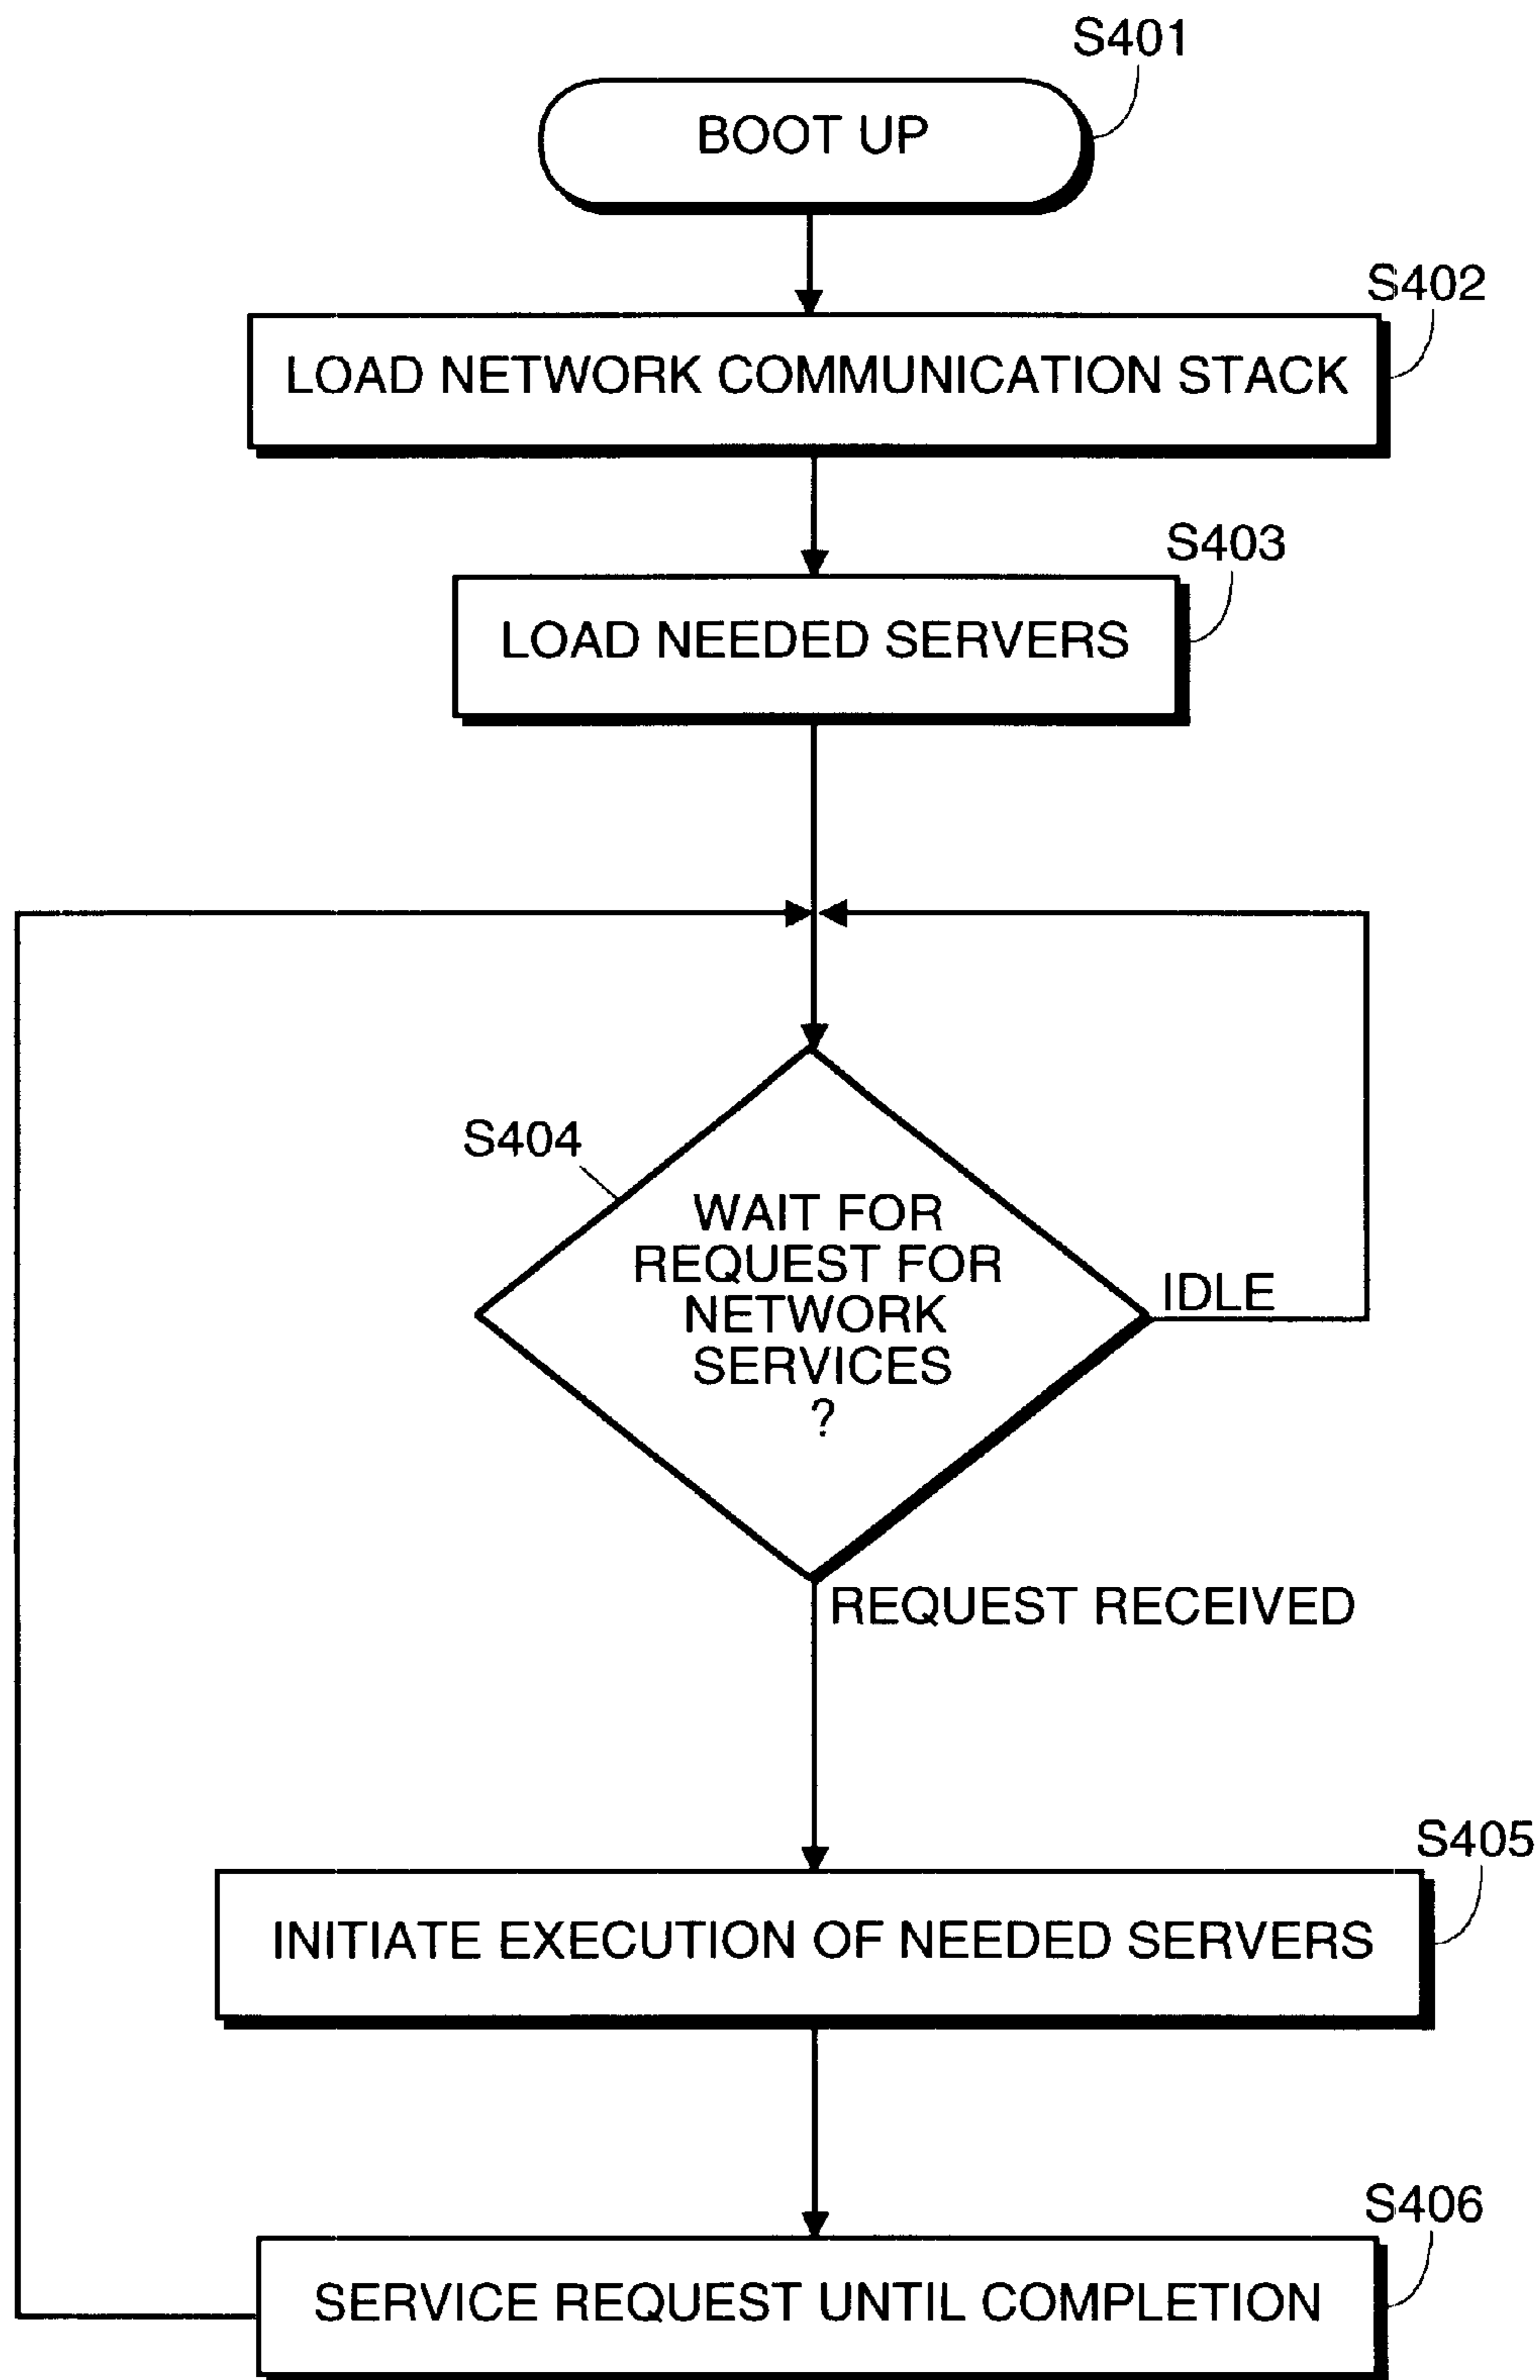 S401
BOOT UP
S402
LOAD NETWORK COMMUNICATION STACK
S403
LOAD NEEDED SERVERS
S404
WAIT FOR
REQUEST FOR
NETWORK
SERVICES
?
IDLE
REQUEST RECEIVED
S405
INITIATE EXECUTION OF NEEDED SERVERS
S406
SERVICE REQUEST UNTIL COMPLETION